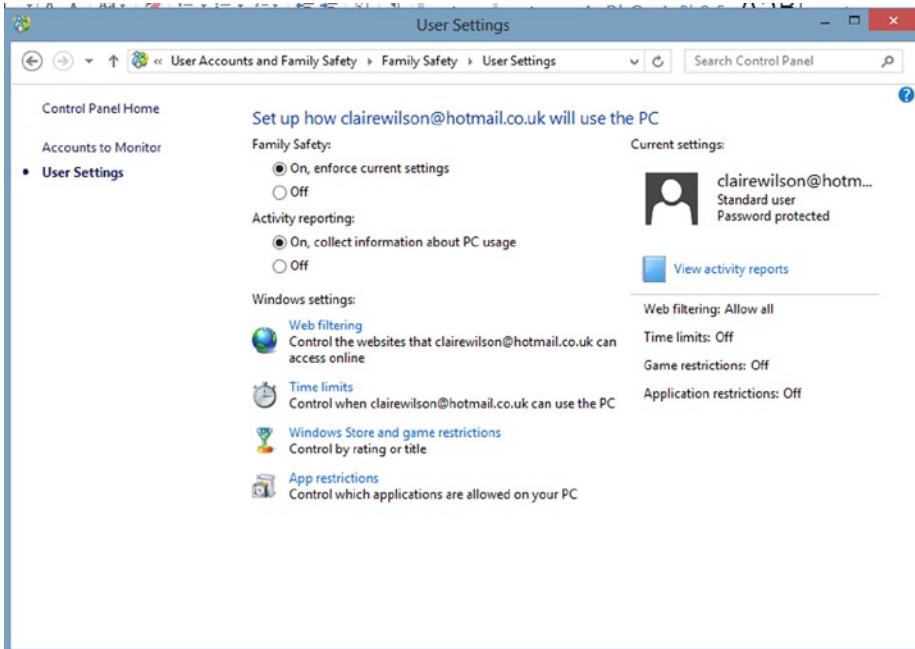 User Settings
« User Accounts and Family Safety ▸ Family Safety ▸ User Settings
Search Control Panel
Control Panel Home
Accounts to Monitor
• User Settings
Set up how clairewilson@hotmail.co.uk will use the PC
Family Safety:
On, enforce current settings
Off
Activity reporting:
On, collect information about PC usage
Off
Windows settings:
Web filtering
Control the websites that clairewilson@hotmail.co.uk can
access online
Time limits
Control when clairewilson@hotmail.co.uk can use the PC
Windows Store and game restrictions
Control by rating or title
App restrictions
Control which applications are allowed on your PC
Current settings:
clairewilson@hotm...
Standard user
Password protected
View activity reports
Web filtering: Allow all
Time limits: Off
Game restrictions: Off
Application restrictions: Off